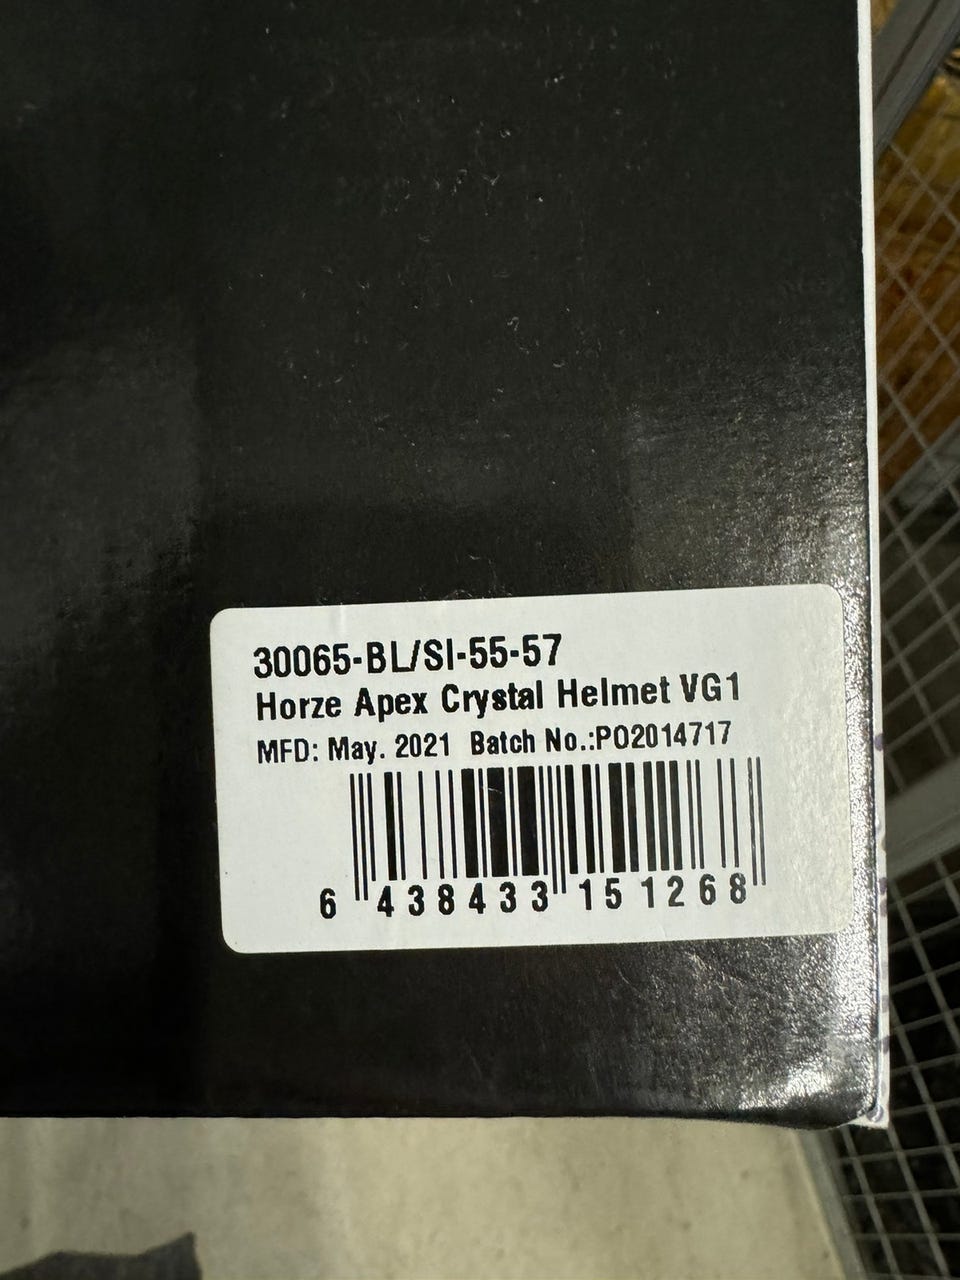 30065-BL/SI-55-57
Horze Apex Crystal Helmet VG1
MFD: May. 2021 Batch No.:PO2014717
6 438433 151268